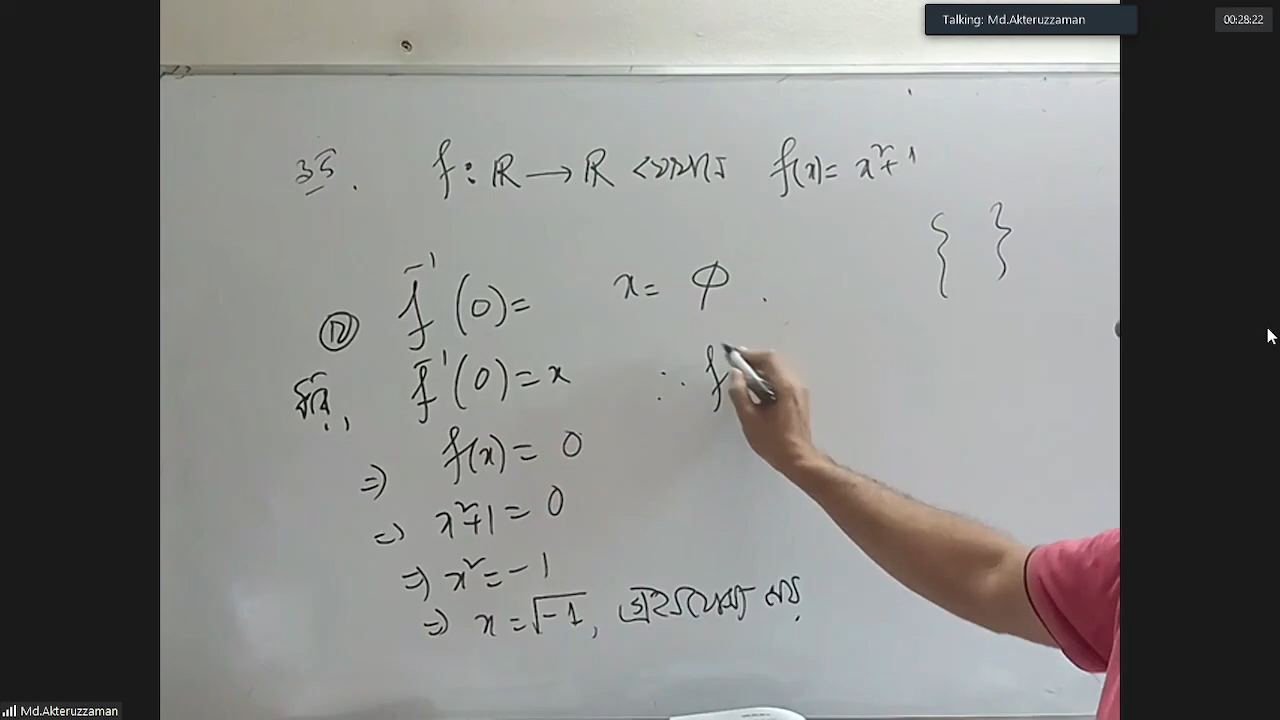 Talking: Md.Akteruzzaman
00:28:22
35. f: ℝ → ℝ যেখানে f(x) = x²+1
{ }
f⁻¹(0) =
x = φ .
ধরি, f⁻¹(0) = x
∴ f
⇒ f(x) = 0
⇒ x²+1 = 0
⇒ x² = -1
⇒ x = √-1, গ্রহণযোগ্য নয়
Md.Akteruzzaman